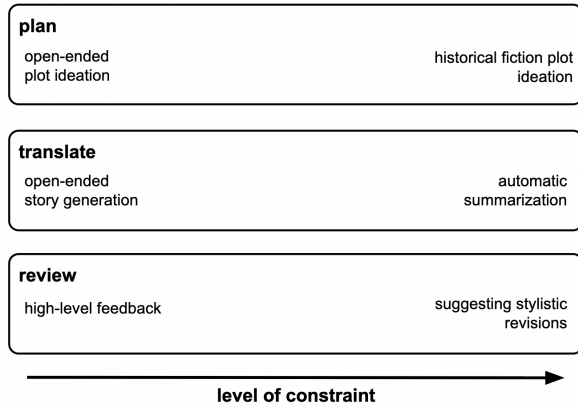 plan
open-ended
plot ideation
historical fiction plot
ideation
translate
open-ended
story generation
automatic
summarization
review
high-level feedback
suggesting stylistic
revisions
level of constraint